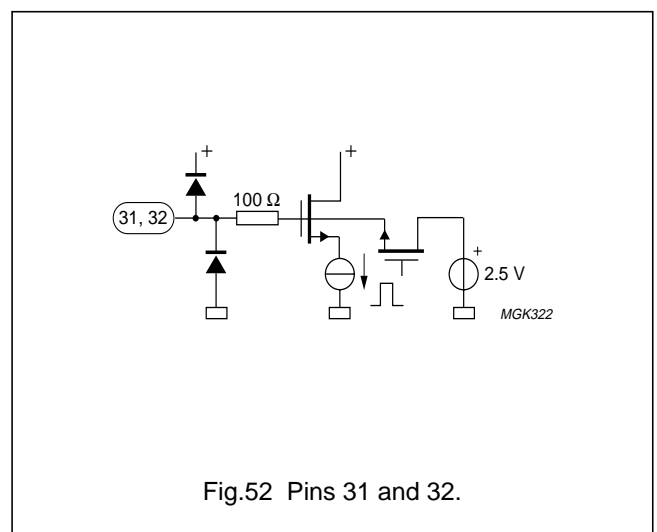 +
+
100 Ω
31, 32
+
2.5 V
MGK322
Fig.52 Pins 31 and 32.